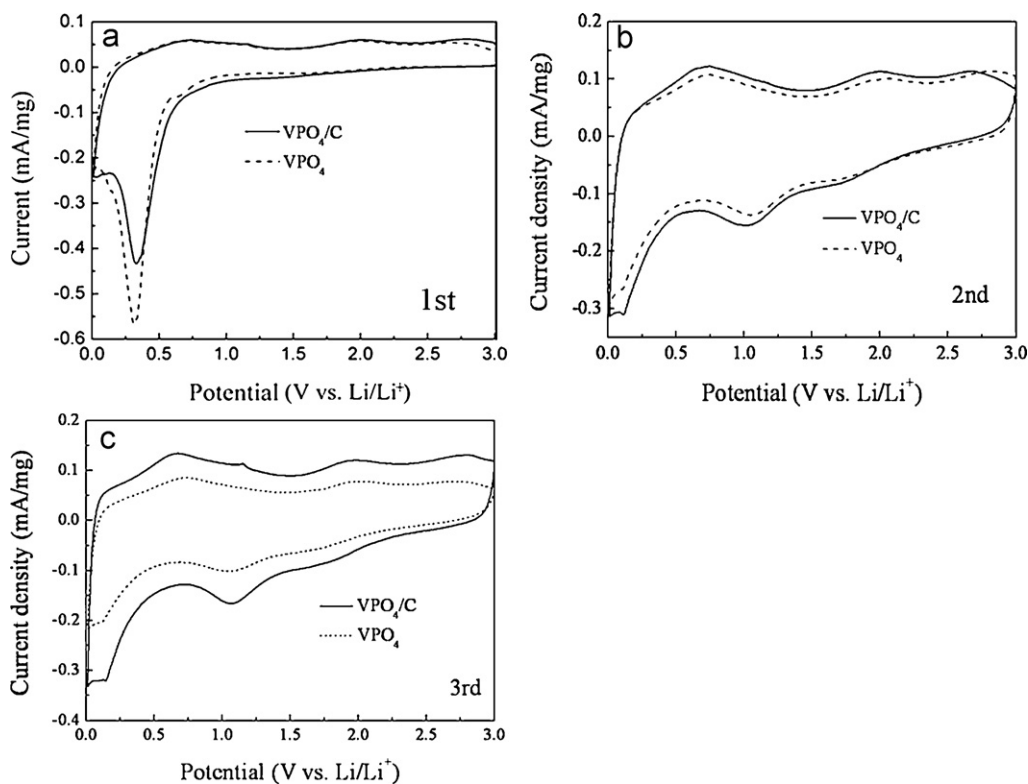 a
0.1
0.0
-0.1
-0.2
-0.3
-0.4
-0.5
-0.6
Current (mA/mg)
VPO4/C
VPO4
1st
0.0 0.5 1.0 1.5 2.0 2.5 3.0
Potential (V vs. Li/Li⁺)
b
0.2
0.1
0.0
-0.1
-0.2
-0.3
Current density (mA/mg)
VPO₄/C
VPO₄
2nd
0.0 0.5 1.0 1.5 2.0 2.5 3.0
Potential (V vs. Li/Li⁺)
c
0.2
0.1
0.0
-0.1
-0.2
-0.3
-0.4
Current density (mA/mg)
VPO₄/C
VPO₄
3rd
0.0 0.5 1.0 1.5 2.0 2.5 3.0
Potential (V vs. Li/Li⁺)